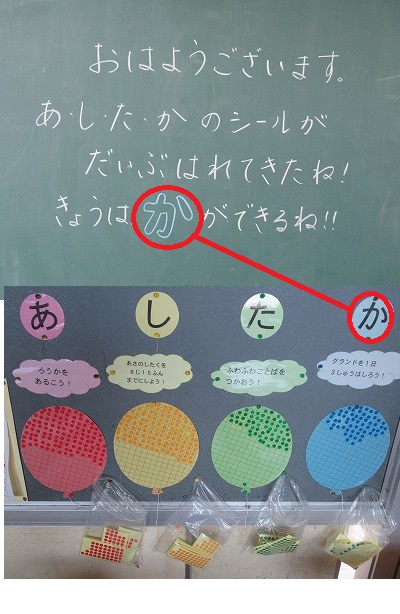 おはようございます。
あ・し・た・か のシールが
だいぶはれてきたね!
きょうは、かができるね!!
あ
し
た
か
ろうかを
あるこう!
あさのしたくを
8じ15ふん
までにしよう!
ふわふわことばを
つかおう!
グランドを1日
3しゅうはしろう!